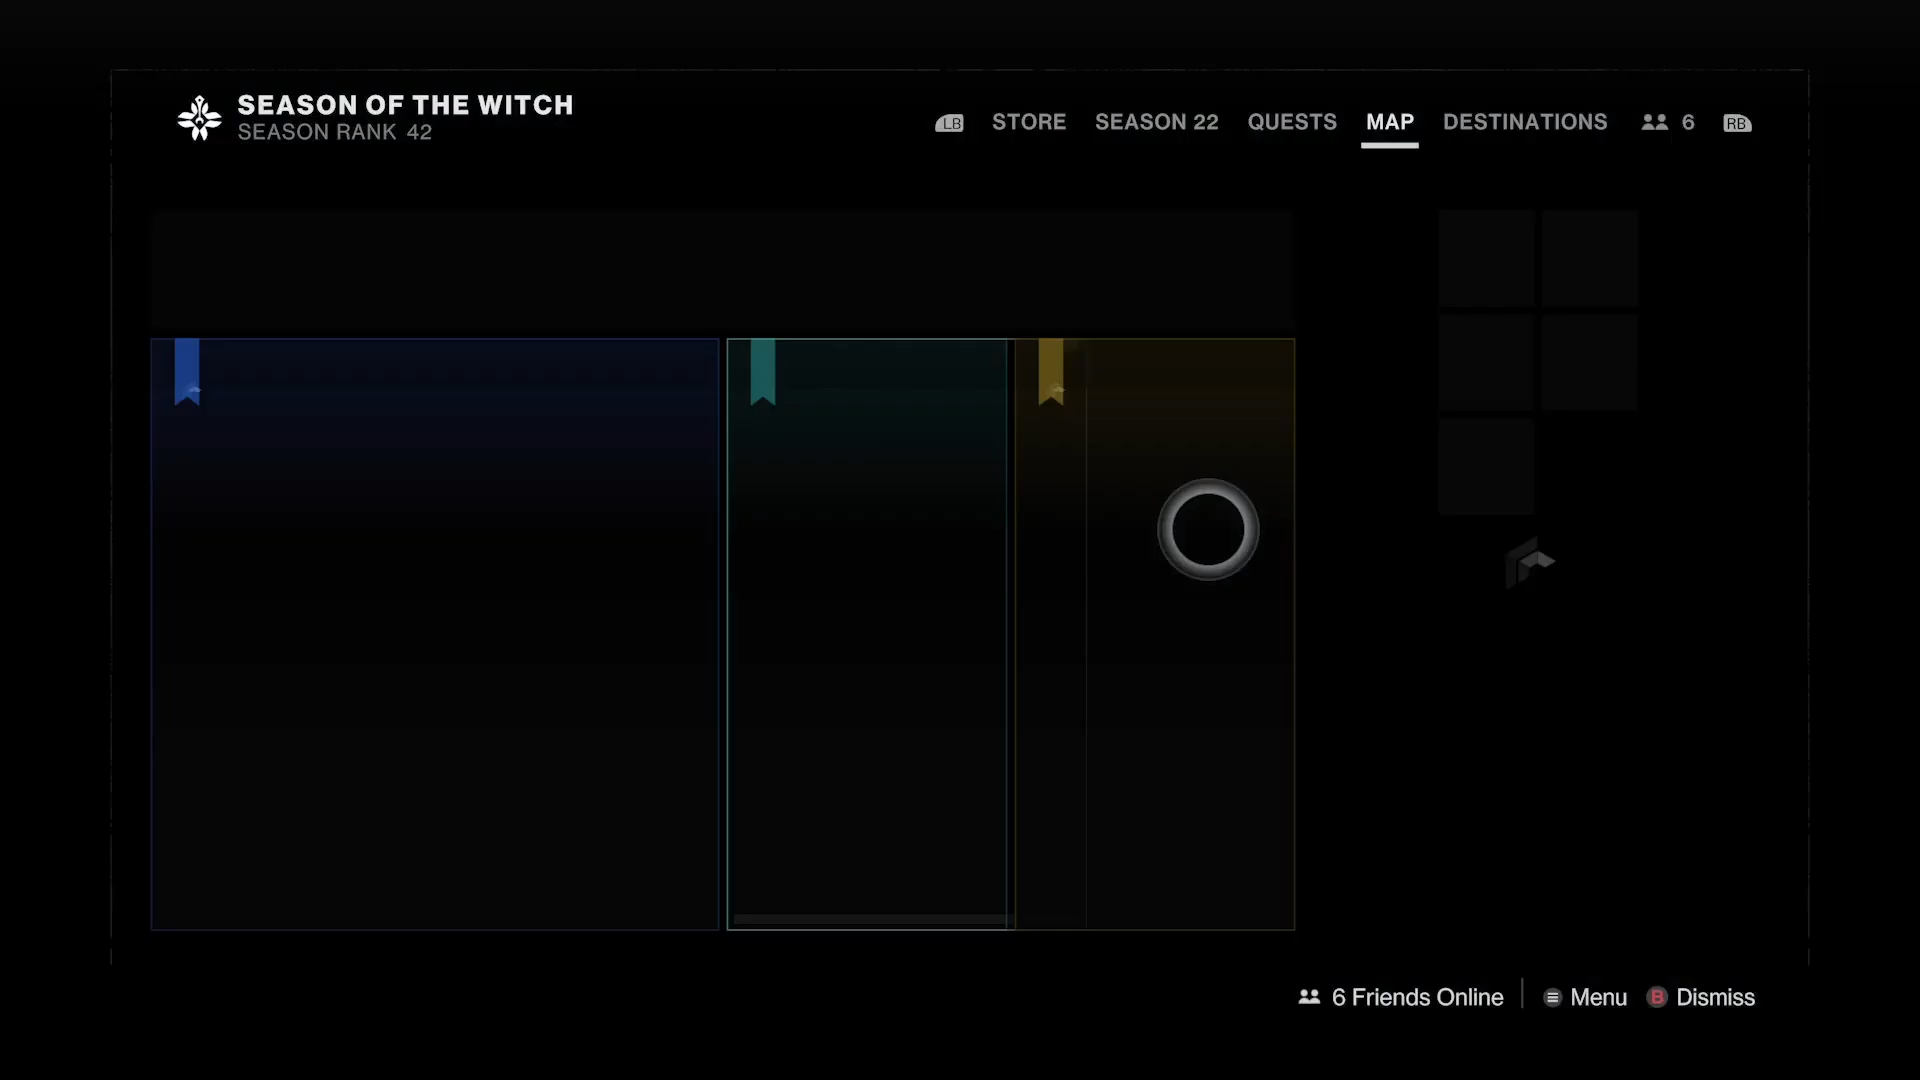 SEASON OF THE WITCH
SEASON RANK 42
LB STORE SEASON 22 QUESTS MAP DESTINATIONS 6 RB
6 Friends Online Menu B Dismiss